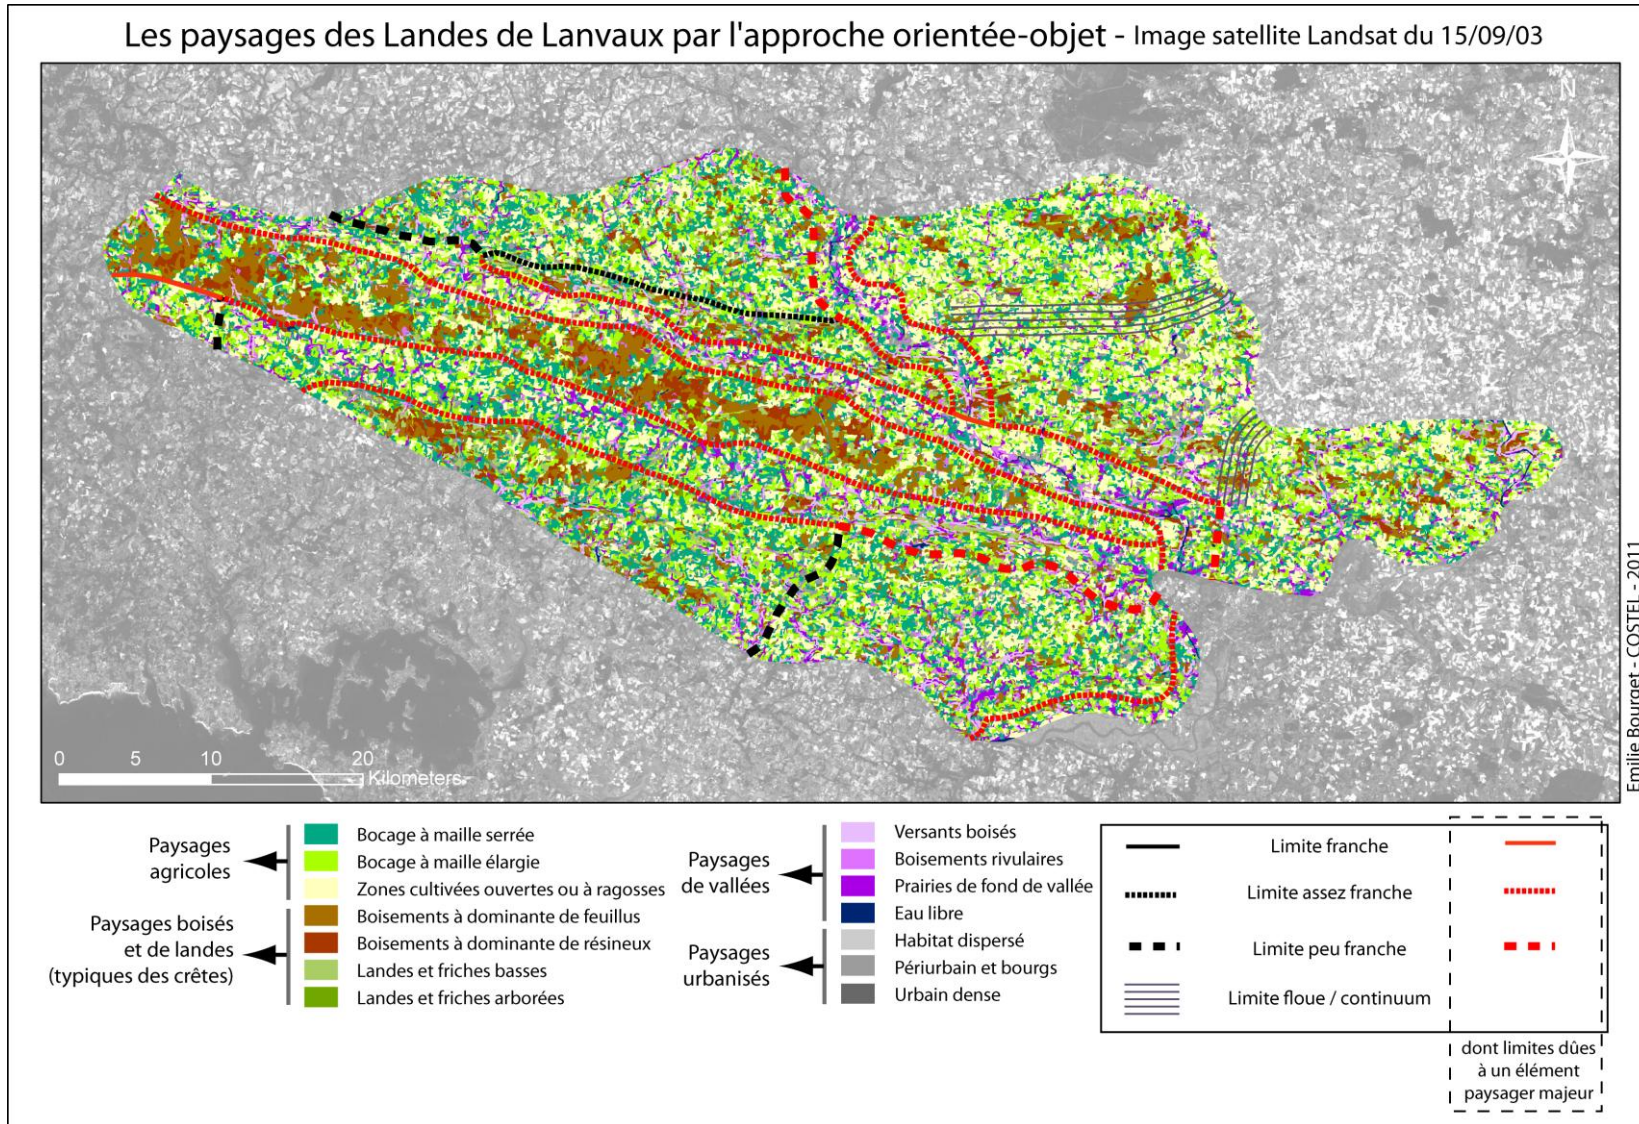 Les paysages des Landes de Lanvaux par l'approche orientée-objet - Image satellite Landsat du 15/09/03
N
0 5 10 20
Kilometers
Emilie Bourget - COSTEL - 2011
Paysages
agricoles
Bocage à maille serrée
Bocage à maille élargie
Zones cultivées ouvertes ou à ragosses
Paysages boisés
et de landes
(typiques des crêtes)
Boisements à dominante de feuillus
Boisements à dominante de résineux
Landes et friches basses
Landes et friches arborées
Paysages
de vallées
Versants boisés
Boisements rivulaires
Prairies de fond de vallée
Eau libre
Paysages
urbanisés
Habitat dispersé
Périurbain et bourgs
Urbain dense
Limite franche
Limite assez franche
Limite peu franche
Limite floue / continuum
dont limites dûes
à un elément
paysager majeur